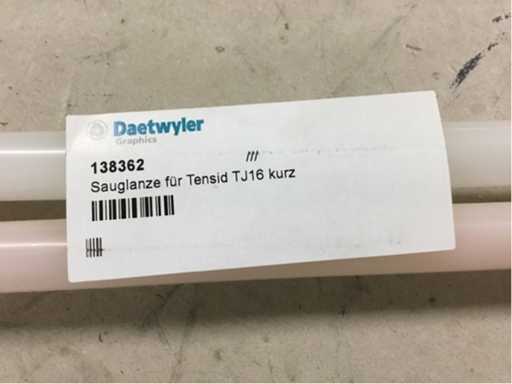 Daetwyler
Graphics
138362
Sauglanze für Tensid TJ16 kurz